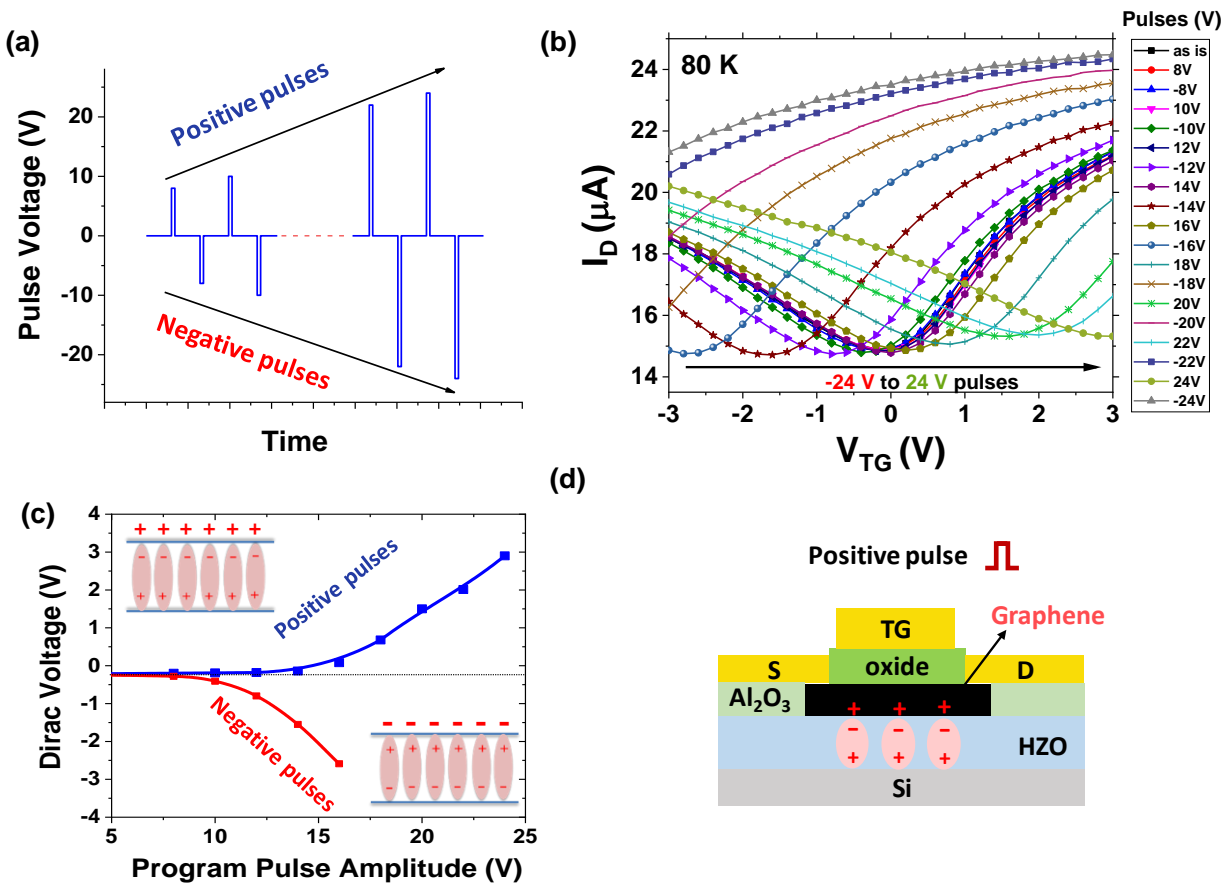 (a)
Positive pulses
Negative pulses
20
10
0
-10
-20
Pulse Voltage (V)
Time
(b)
80 K
24
22
20
18
16
14
I_D (μA)
-3 -2 -1 0 1 2 3
V_TG (V)
-24 V to 24 V pulses
Pulses (V)
as is
8V
-8V
10V
-10V
12V
-12V
14V
-14V
16V
-16V
18V
-18V
20V
-20V
22V
-22V
24V
-24V
(c)
4
3
2
1
0
-1
-2
-3
-4
Dirac Voltage (V)
+ + + + + +
- - - - - -
+ + + + + +
Positive pulses
Negative pulses
- - - - - -
+ + + + + +
- - - - - -
5 10 15 20 25
Program Pulse Amplitude (V)
(d)
Positive pulse
Graphene
TG
S oxide D
Al₂O₃
+ + +
- - -
HZO
+ + +
Si